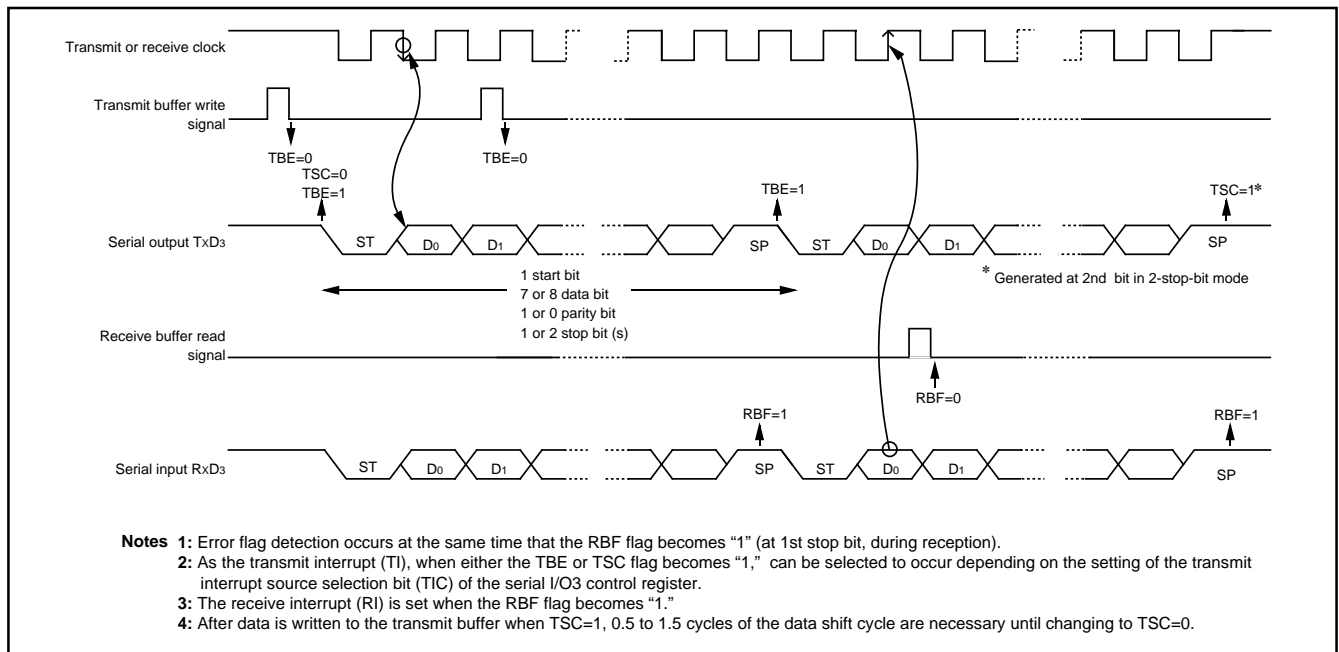 Transmit or receive clock
Transmit buffer write
signal
TBE=0
TSC=0
TBE=1
TBE=0
TBE=1
TSC=1*
Serial output TxD3
ST
D0
D1
SP
ST
D0
D1
SP
1 start bit
7 or 8 data bit
1 or 0 parity bit
1 or 2 stop bit (s)
* Generated at 2nd bit in 2-stop-bit mode
Receive buffer read
signal
RBF=0
RBF=1
RBF=1
Serial input RxD3
ST
D0
D1
SP
ST
D0
D1
SP
Notes 1: Error flag detection occurs at the same time that the RBF flag becomes “1” (at 1st stop bit, during reception).
2: As the transmit interrupt (TI), when either the TBE or TSC flag becomes “1,” can be selected to occur depending on the setting of the transmit
interrupt source selection bit (TIC) of the serial I/O3 control register.
3: The receive interrupt (RI) is set when the RBF flag becomes “1.”
4: After data is written to the transmit buffer when TSC=1, 0.5 to 1.5 cycles of the data shift cycle are necessary until changing to TSC=0.